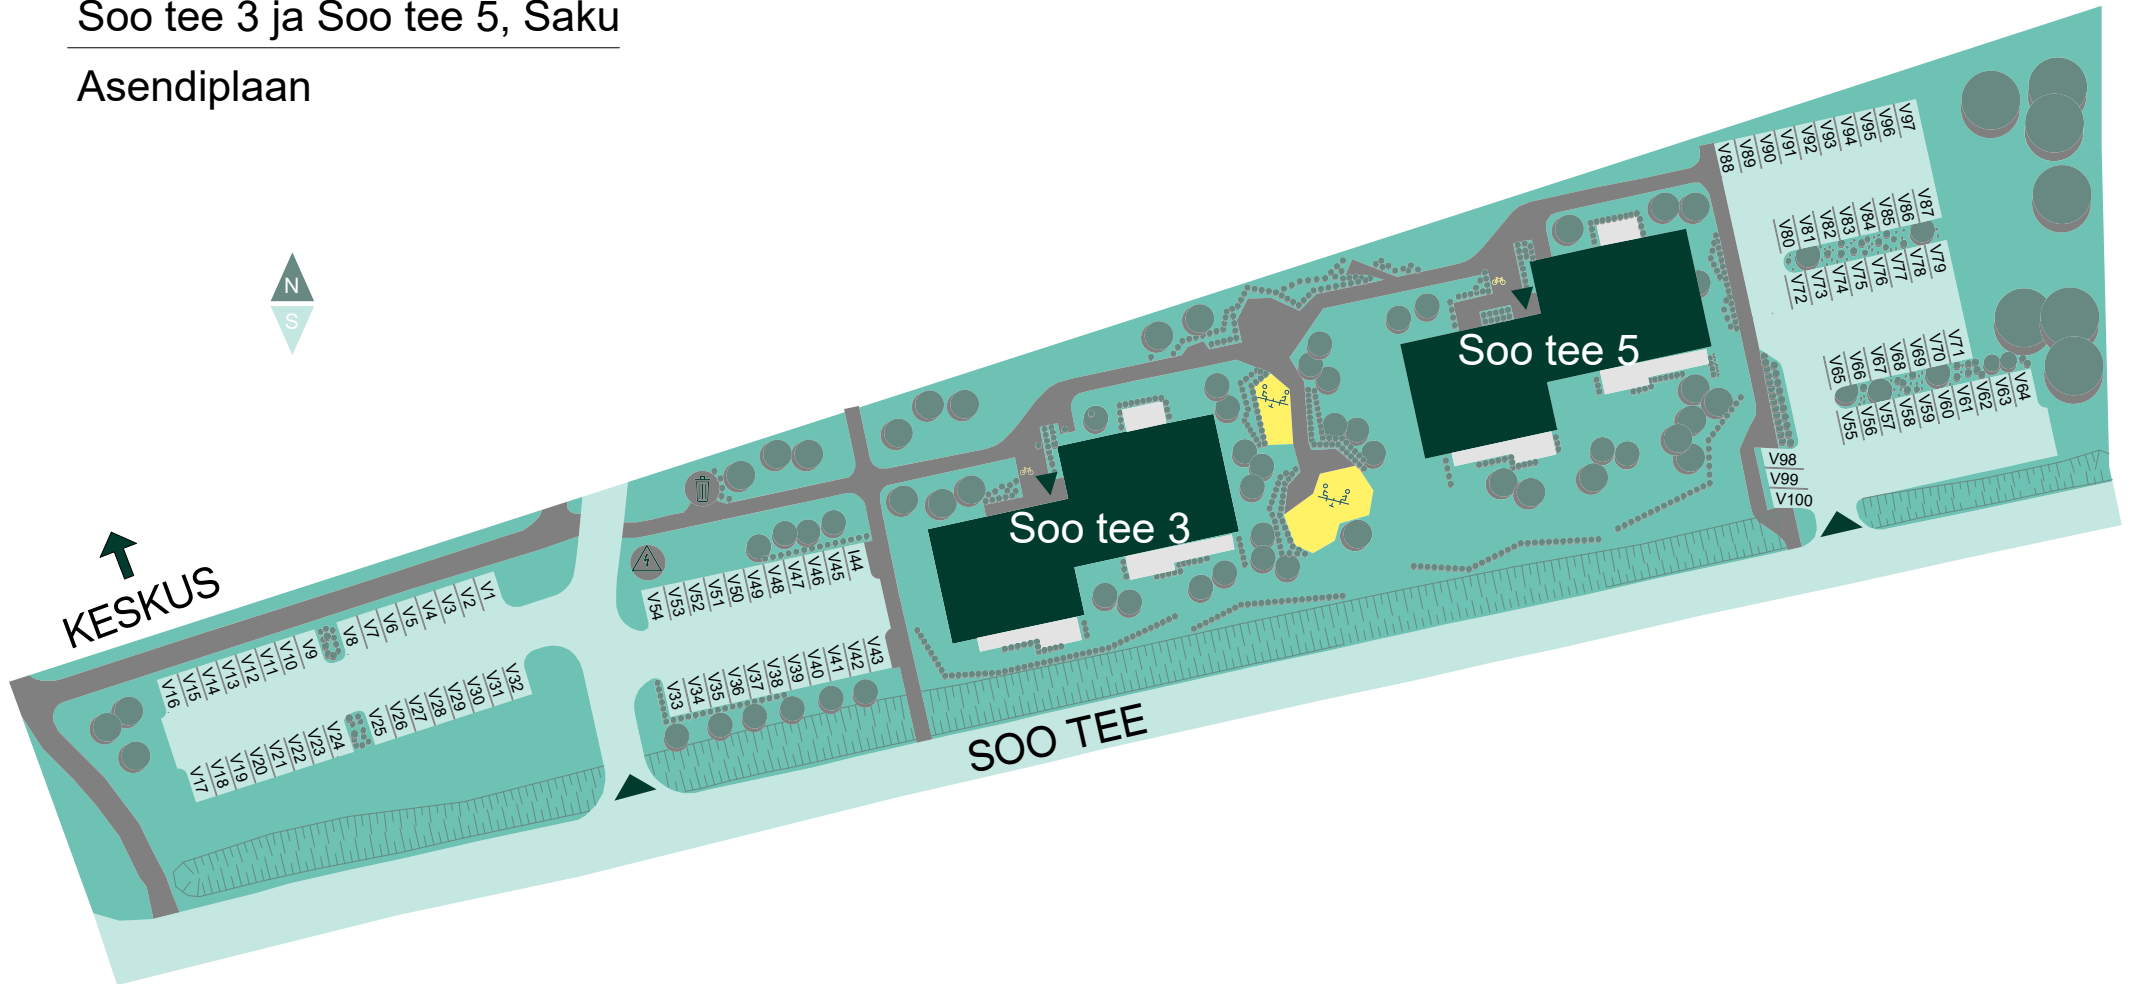 Soo tee 3 ja Soo tee 5, Saku
Asendiplaan
N
S
KESKUS
V16 V15 V14 V13 V12 V11 V10 V9 V8 V7 V6 V5 V4 V3 V2 V1
V17 V18 V19 V20 V21 V22 V23 V24 V25 V26 V27 V28 V29 V30 V31 V32
V54 V53 V52 V51 V50 V49 V48 V47 V46 V45 I44
V33 V34 V35 V36 V37 V38 V39 V40 V41 V42 V43
Soo tee 3
Soo tee 5
SOO TEE
V88 V89 V90 V91 V92 V93 V94 V95 V96 V97
V80 V81 V82 V83 V84 V85 V86 V87
V72 V73 V74 V75 V76 V77 V78 V79
V65 V66 V67 V68 V69 V70 V71
V55 V56 V57 V58 V59 V60 V61 V62 V63 V64
V98
V99
V100